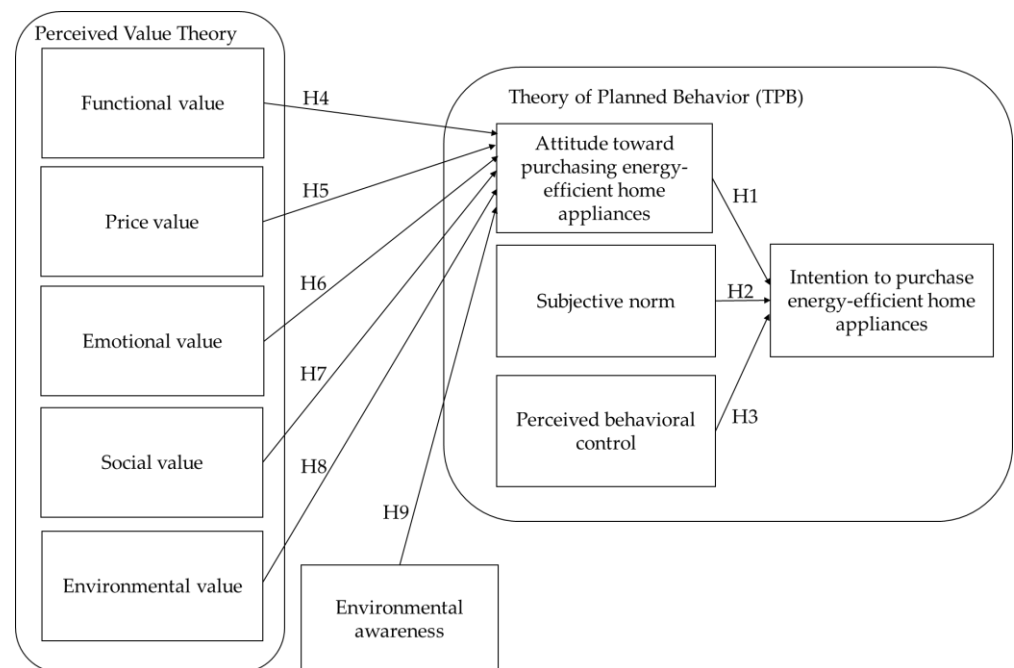 Perceived Value Theory
Functional value
Price value
Emotional value
Social value
Environmental value
H4
H5
H6
H7
H8
H9
Environmental
awareness
Theory of Planned Behavior (TPB)
Attitude toward
purchasing energy-
efficient home
appliances
Subjective norm
Perceived behavioral
control
H1
H2
H3
Intention to purchase
energy-efficient home
appliances